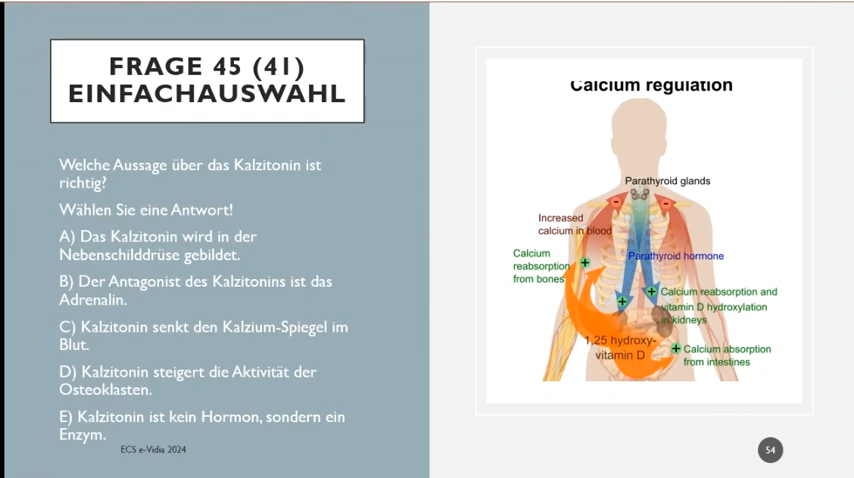 FRAGE 45 (41)
EINFACHAUSWAHL
Welche Aussage über das Kalzitonin ist
richtig?
Wählen Sie eine Antwort!
A) Das Kalzitonin wird in der
Nebenschilddrüse gebildet.
B) Der Antagonist des Kalzitonins ist das
Adrenalin.
C) Kalzitonin senkt den Kalzium-Spiegel im
Blut.
D) Kalzitonin steigert die Aktivität der
Osteoklasten.
E) Kalzitonin ist kein Hormon, sondern ein
Enzym.
ECS e-Vidia 2024
Calcium regulation
Parathyroid glands
Increased
calcium in blood
Parathyroid hormone
Calcium
reabsorption
from bones
Calcium reabsorption and
vitamin D hydroxylation
in kidneys
1,25 hydroxy-
vitamin D
Calcium absorption
from intestines
54